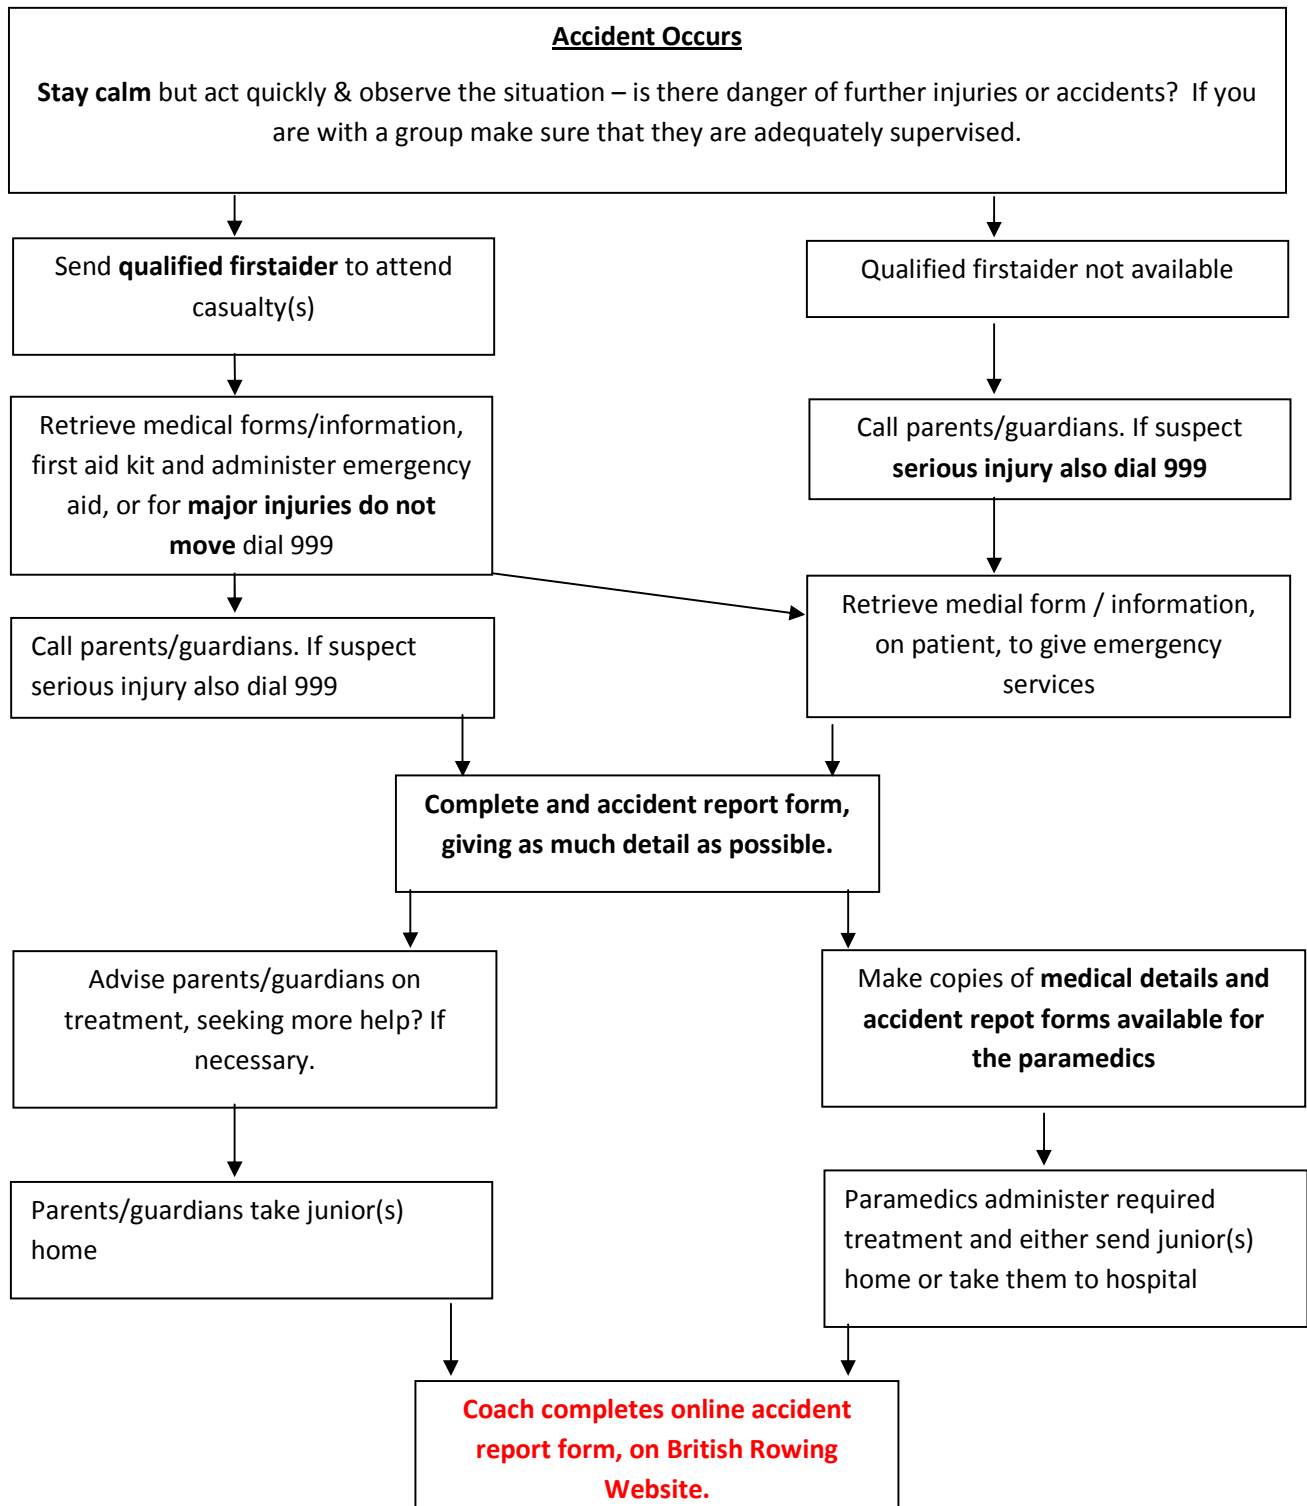 Accident Occurs
Stay calm but act quickly & observe the situation – is there danger of further injuries or accidents?  If you
are with a group make sure that they are adequately supervised.
Send qualified firstaider to attend
casualty(s)
Qualified firstaider not available
Retrieve medical forms/information,
first aid kit and administer emergency
aid, or for major injuries do not
move dial 999
Call parents/guardians. If suspect
serious injury also dial 999
Call parents/guardians. If suspect
serious injury also dial 999
Retrieve medial form / information,
on patient, to give emergency
services
Complete and accident report form,
giving as much detail as possible.
Advise parents/guardians on
treatment, seeking more help? If
necessary.
Make copies of medical details and
accident repot forms available for
the paramedics
Parents/guardians take junior(s)
home
Paramedics administer required
treatment and either send junior(s)
home or take them to hospital
Coach completes online accident
report form, on British Rowing
Website.